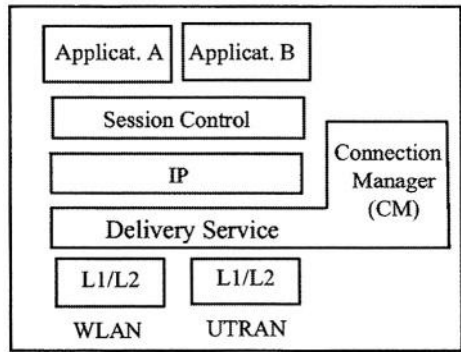 Applicat. A
Applicat. B
Session Control
Connection
Manager
(CM)
IP
Delivery Service
L1/L2
L1/L2
WLAN
UTRAN